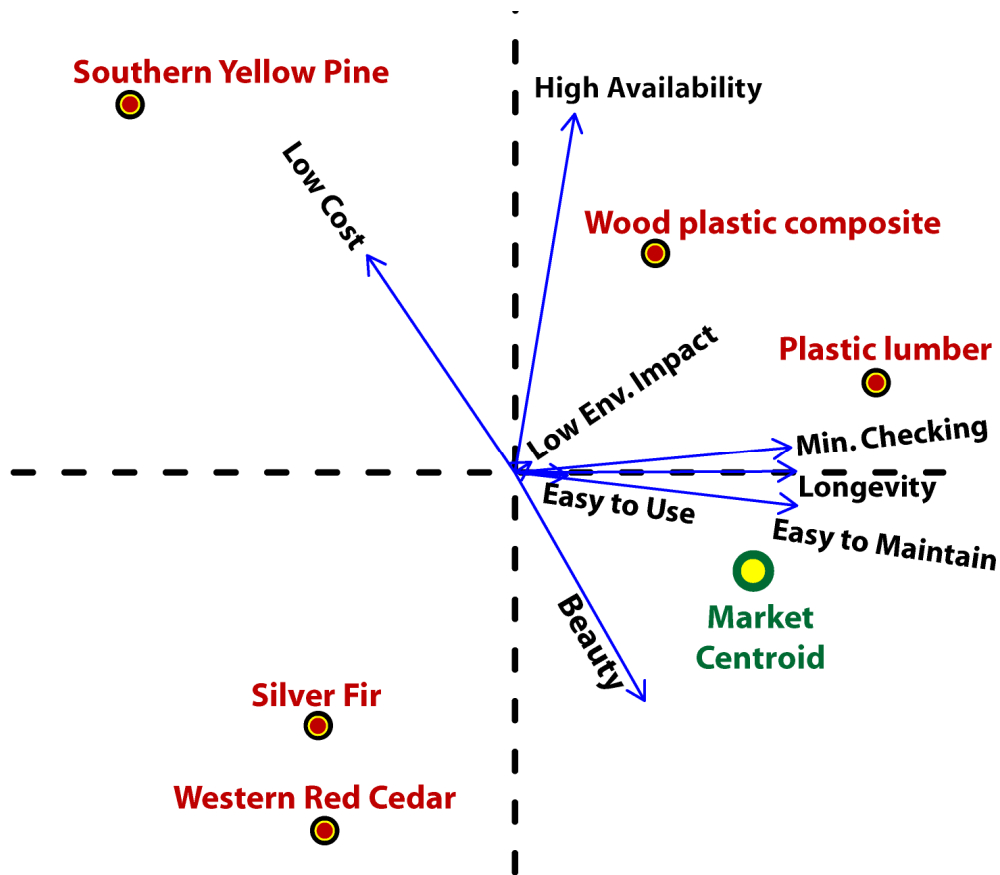 Southern Yellow Pine
High Availability
Low Cost
Wood plastic composite
Low Env. Impact
Plastic lumber
Min. Checking
Longevity
Easy to Use
Easy to Maintain
Beauty
Market
Centroid
Silver Fir
Western Red Cedar